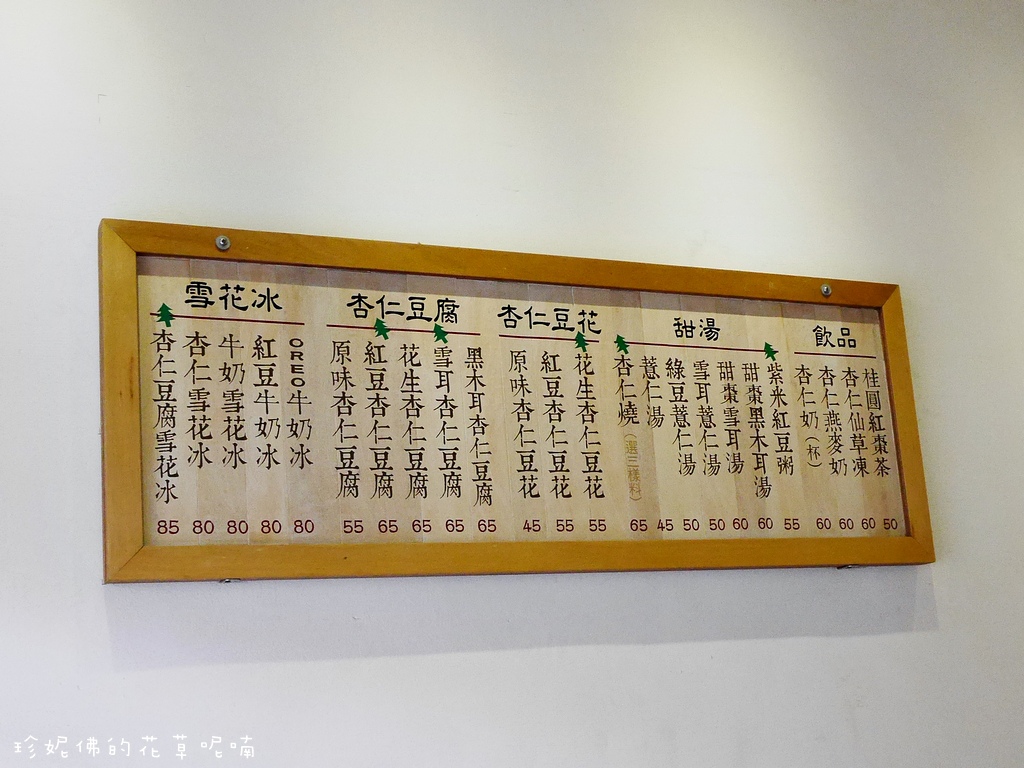 雪花冰
杏仁豆腐雪花冰 85
杏仁雪花冰 80
牛奶雪花冰 80
紅豆牛奶冰 80
OREO牛奶冰 80
杏仁豆腐
原味杏仁豆腐 55
紅豆杏仁豆腐 65
花生杏仁豆腐 65
雪耳杏仁豆腐 65
黑木耳杏仁豆腐 65
杏仁豆花
原味杏仁豆花 45
紅豆杏仁豆花 55
花生杏仁豆花 55
甜湯
杏仁燒(選三樣料) 65
薏仁湯 45
綠豆薏仁湯 50
雪耳薏仁湯 50
甜棗雪耳湯 60
甜棗黑木耳湯 60
紫米紅豆粥 55
飲品
杏仁奶(杯) 60
杏仁燕麥奶 60
杏仁仙草凍 60
桂圓紅棗茶 50
珍妮佛的花草呢喃